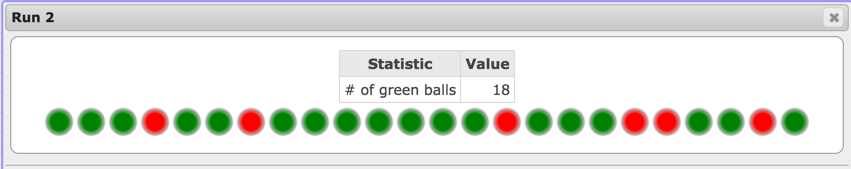 Run 2
Statistic Value
# of green balls 18